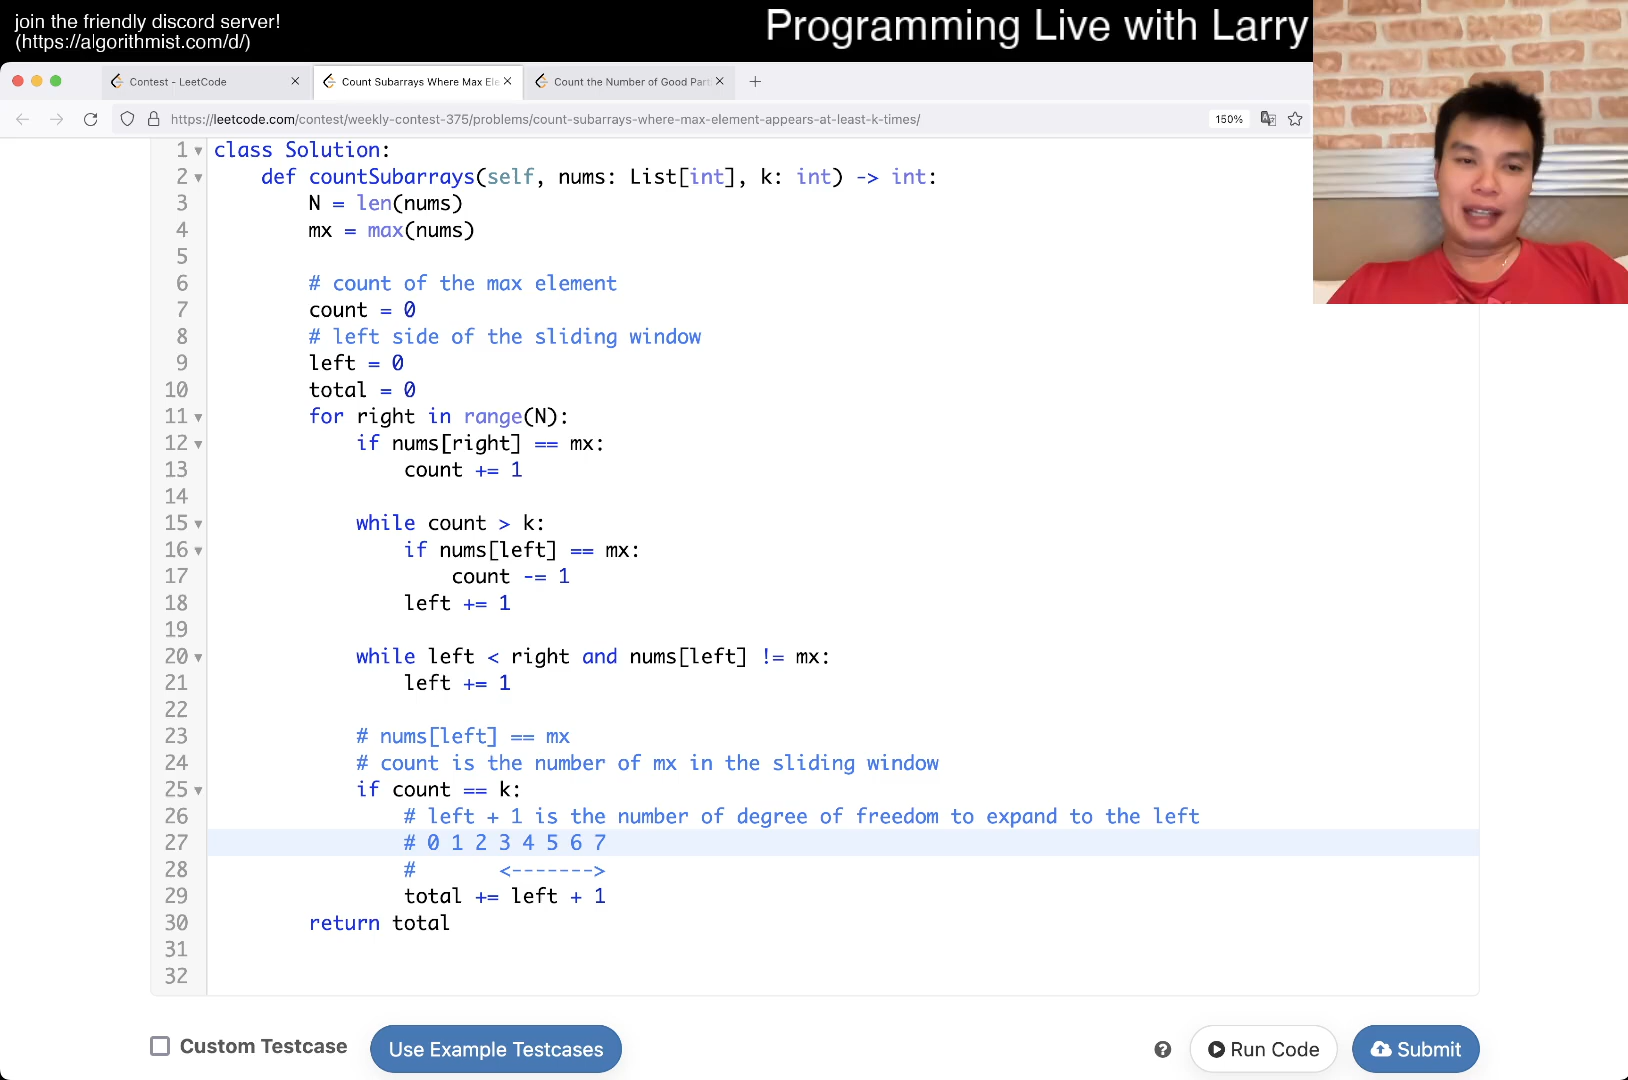 join the friendly discord server!
(https://algorithmist.com/d/)
Programming Live with Larry
Contest - LeetCode
Count Subarrays Where Max Ele
Count the Number of Good Part
https://leetcode.com/contest/weekly-contest-375/problems/count-subarrays-where-max-element-appears-at-least-k-times/
150%
1 class Solution:
2 def countSubarrays(self, nums: List[int], k: int) -> int:
3 N = len(nums)
4 mx = max(nums)
5
6 # count of the max element
7 count = 0
8 # left side of the sliding window
9 left = 0
10 total = 0
11 for right in range(N):
12 if nums[right] == mx:
13 count += 1
14
15 while count > k:
16 if nums[left] == mx:
17 count -= 1
18 left += 1
19
20 while left < right and nums[left] != mx:
21 left += 1
22
23 # nums[left] == mx
24 # count is the number of mx in the sliding window
25 if count == k:
26 # left + 1 is the number of degree of freedom to expand to the left
27 # 0 1 2 3 4 5 6 7
28 # <------->
29 total += left + 1
30 return total
31
32
Custom Testcase
Use Example Testcases
Run Code
Submit